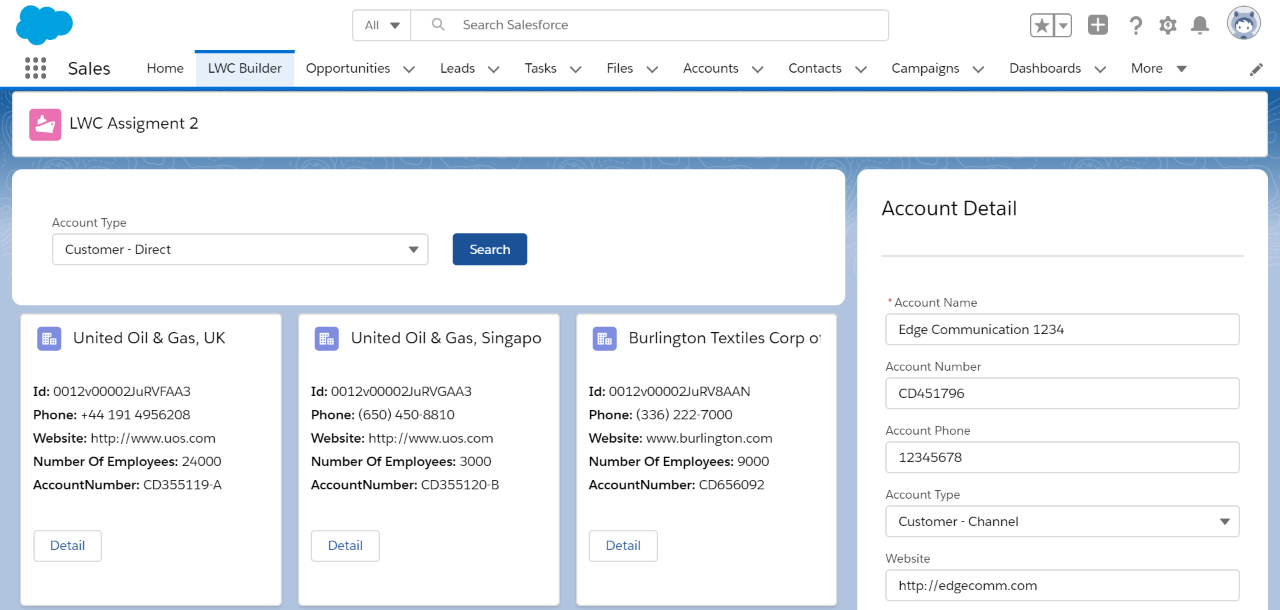 All
Search Salesforce
Sales
Home
LWC Builder
Opportunities
Leads
Tasks
Files
Accounts
Contacts
Campaigns
Dashboards
More
LWC Assigment 2
Account Type
Customer - Direct
Search
United Oil & Gas, UK
Id: 0012v00002JuRVFAA3
Phone: +44 191 4956208
Website: http://www.uos.com
Number Of Employees: 24000
AccountNumber: CD355119-A
Detail
United Oil & Gas, Singapo
Id: 0012v00002JuRVGAA3
Phone: (650) 450-8810
Website: http://www.uos.com
Number Of Employees: 3000
AccountNumber: CD355120-B
Detail
Burlington Textiles Corp of
Id: 0012v00002JuRV8AAN
Phone: (336) 222-7000
Website: www.burlington.com
Number Of Employees: 9000
AccountNumber: CD656092
Detail
Account Detail
*Account Name
Edge Communication 1234
Account Number
CD451796
Account Phone
12345678
Account Type
Customer - Channel
Website
http://edgecomm.com